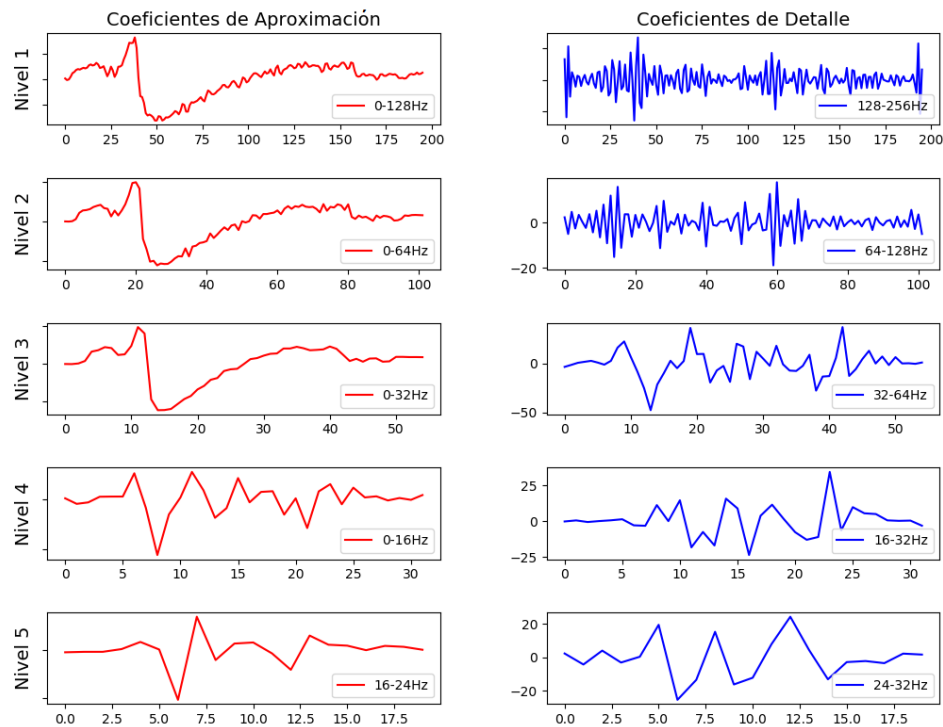 Coeficientes de Aproximación
Coeficientes de Detalle
Nivel 1
0-128Hz
0 25 50 75 100 125 150 175 200
128-256Hz
0 25 50 75 100 125 150 175 200
Nivel 2
0-64Hz
0 20 40 60 80 100
0
−20
64-128Hz
0 20 40 60 80 100
Nivel 3
0-32Hz
0 10 20 30 40 50
0
−50
32-64Hz
0 10 20 30 40 50
Nivel 4
0-16Hz
0 5 10 15 20 25 30
25
0
−25
16-32Hz
0 5 10 15 20 25 30
Nivel 5
16-24Hz
0.0 2.5 5.0 7.5 10.0 12.5 15.0 17.5
20
0
−20
24-32Hz
0.0 2.5 5.0 7.5 10.0 12.5 15.0 17.5